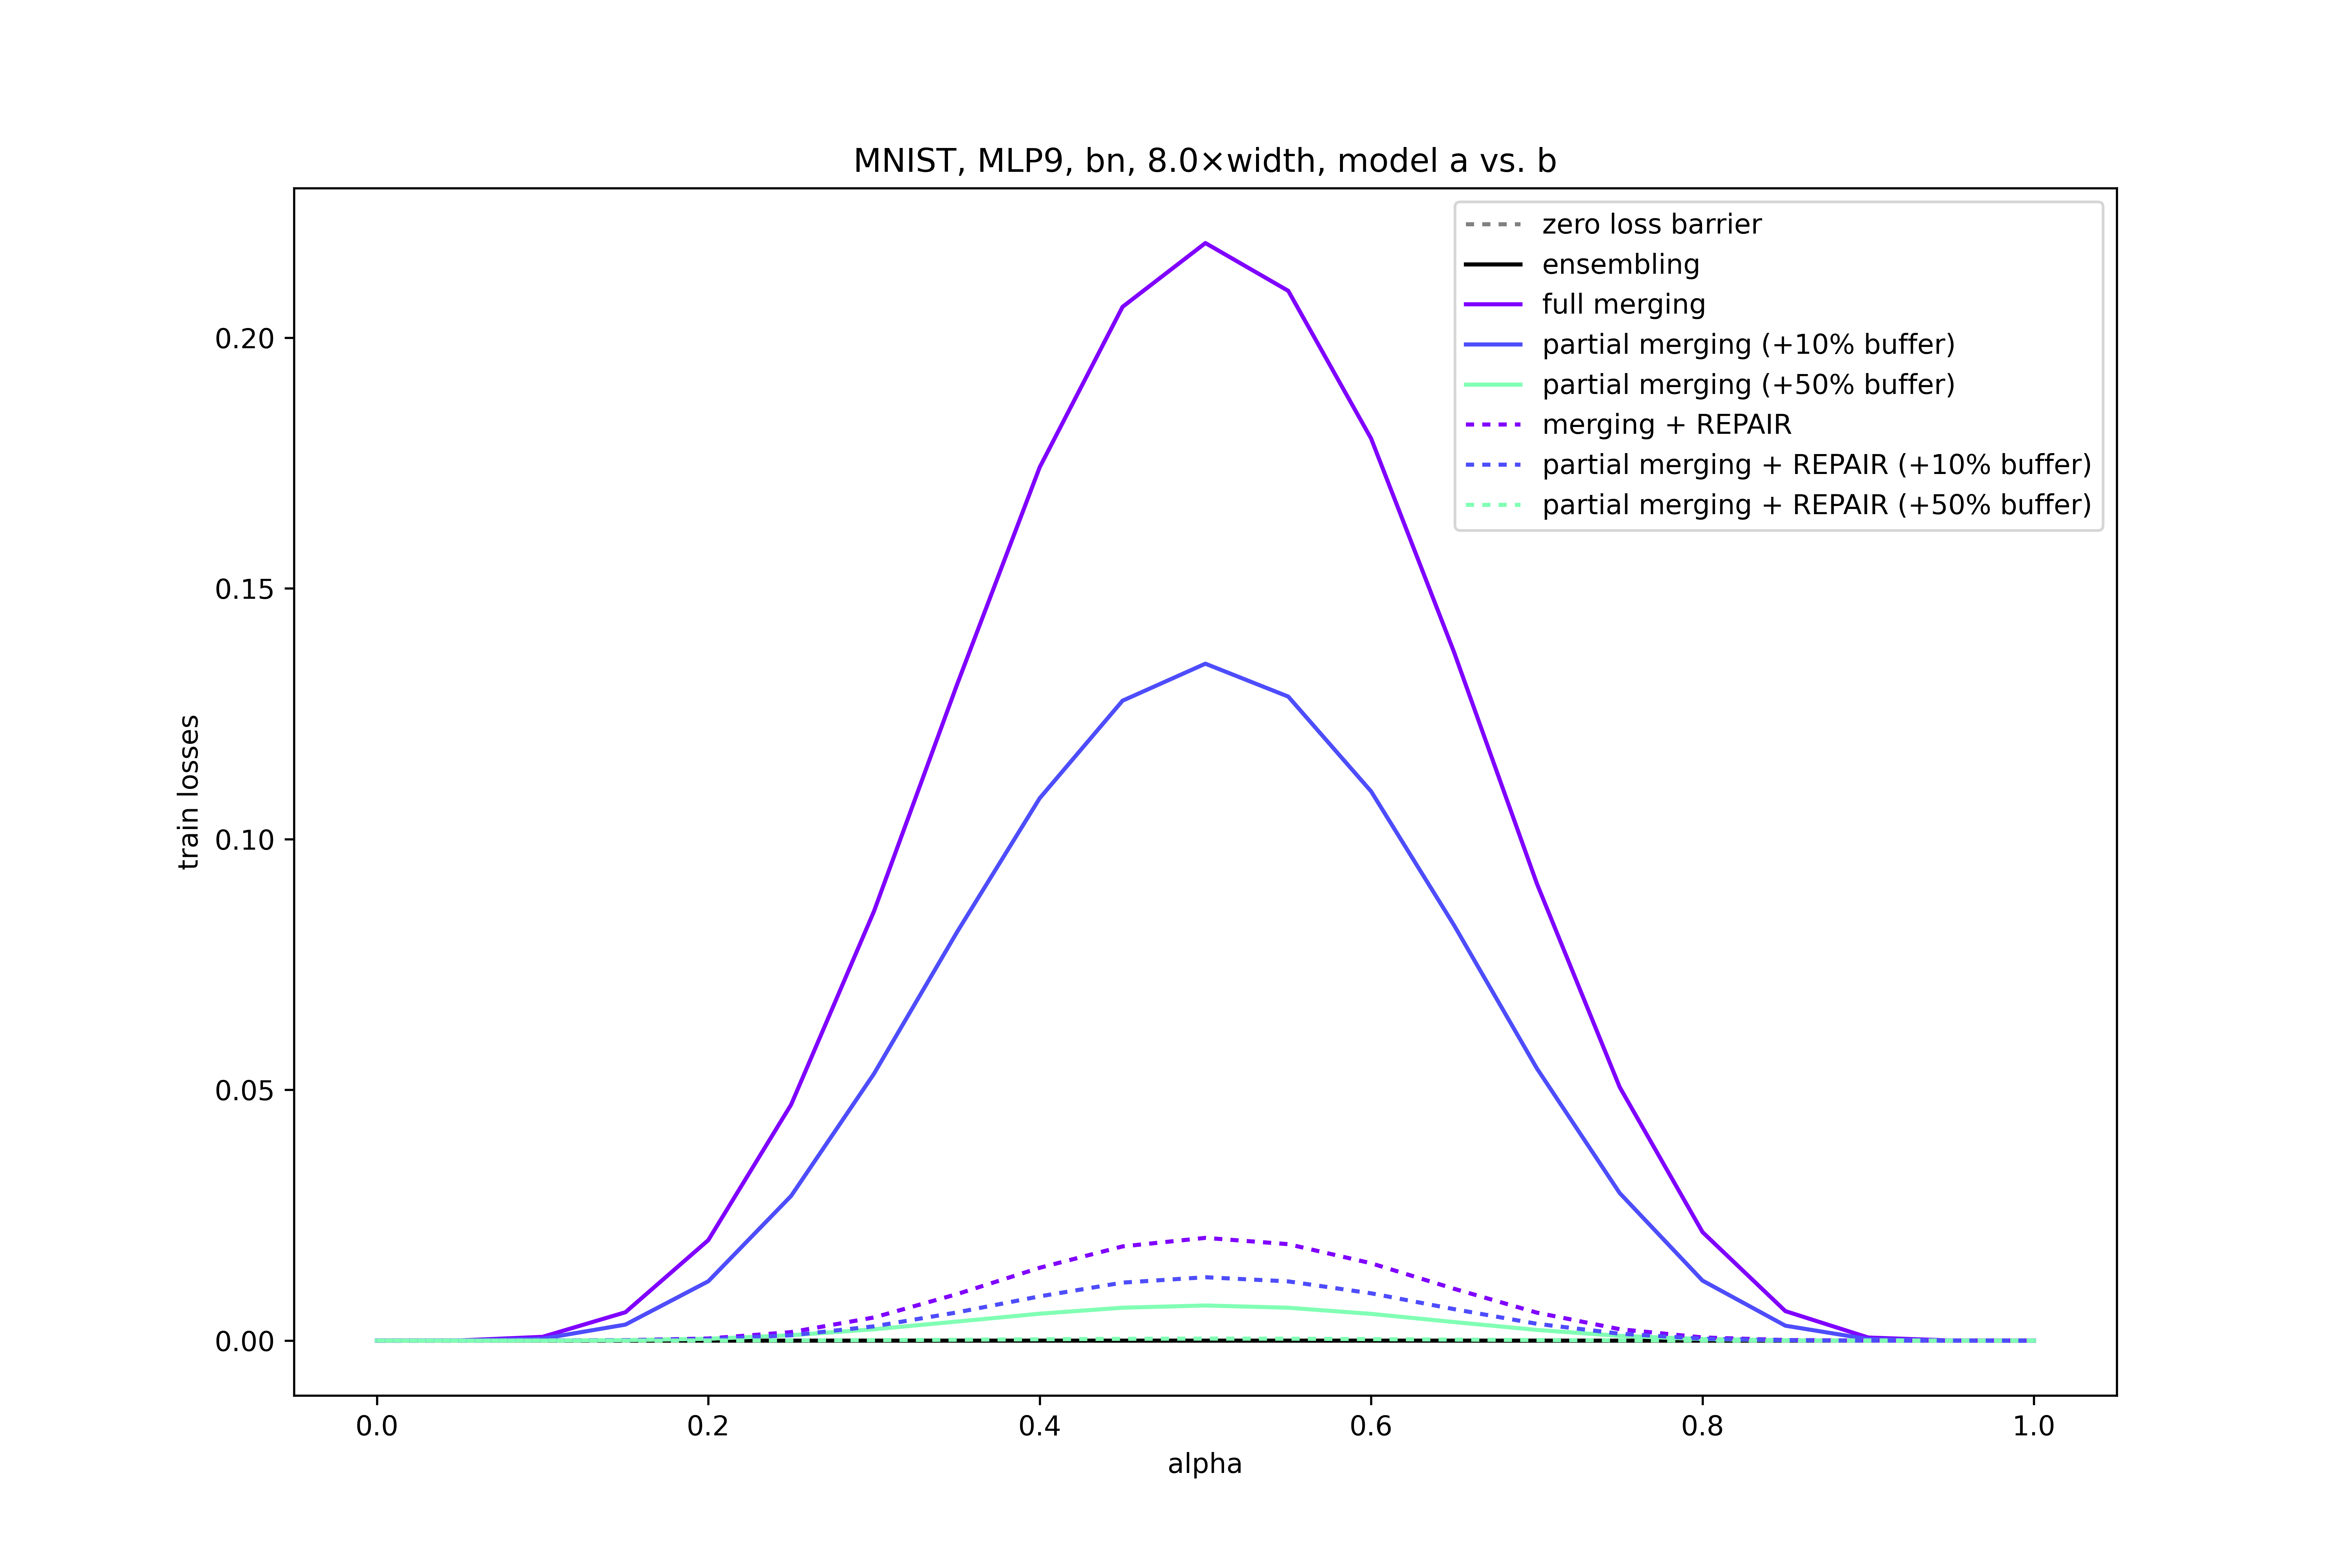 MNIST, MLP9, bn, 8.0×width, model a vs. b
zero loss barrier
ensembling
full merging
partial merging (+10% buffer)
partial merging (+50% buffer)
merging + REPAIR
partial merging + REPAIR (+10% buffer)
partial merging + REPAIR (+50% buffer)
train losses
0.20
0.15
0.10
0.05
0.00
0.0 0.2 0.4 0.6 0.8 1.0
alpha